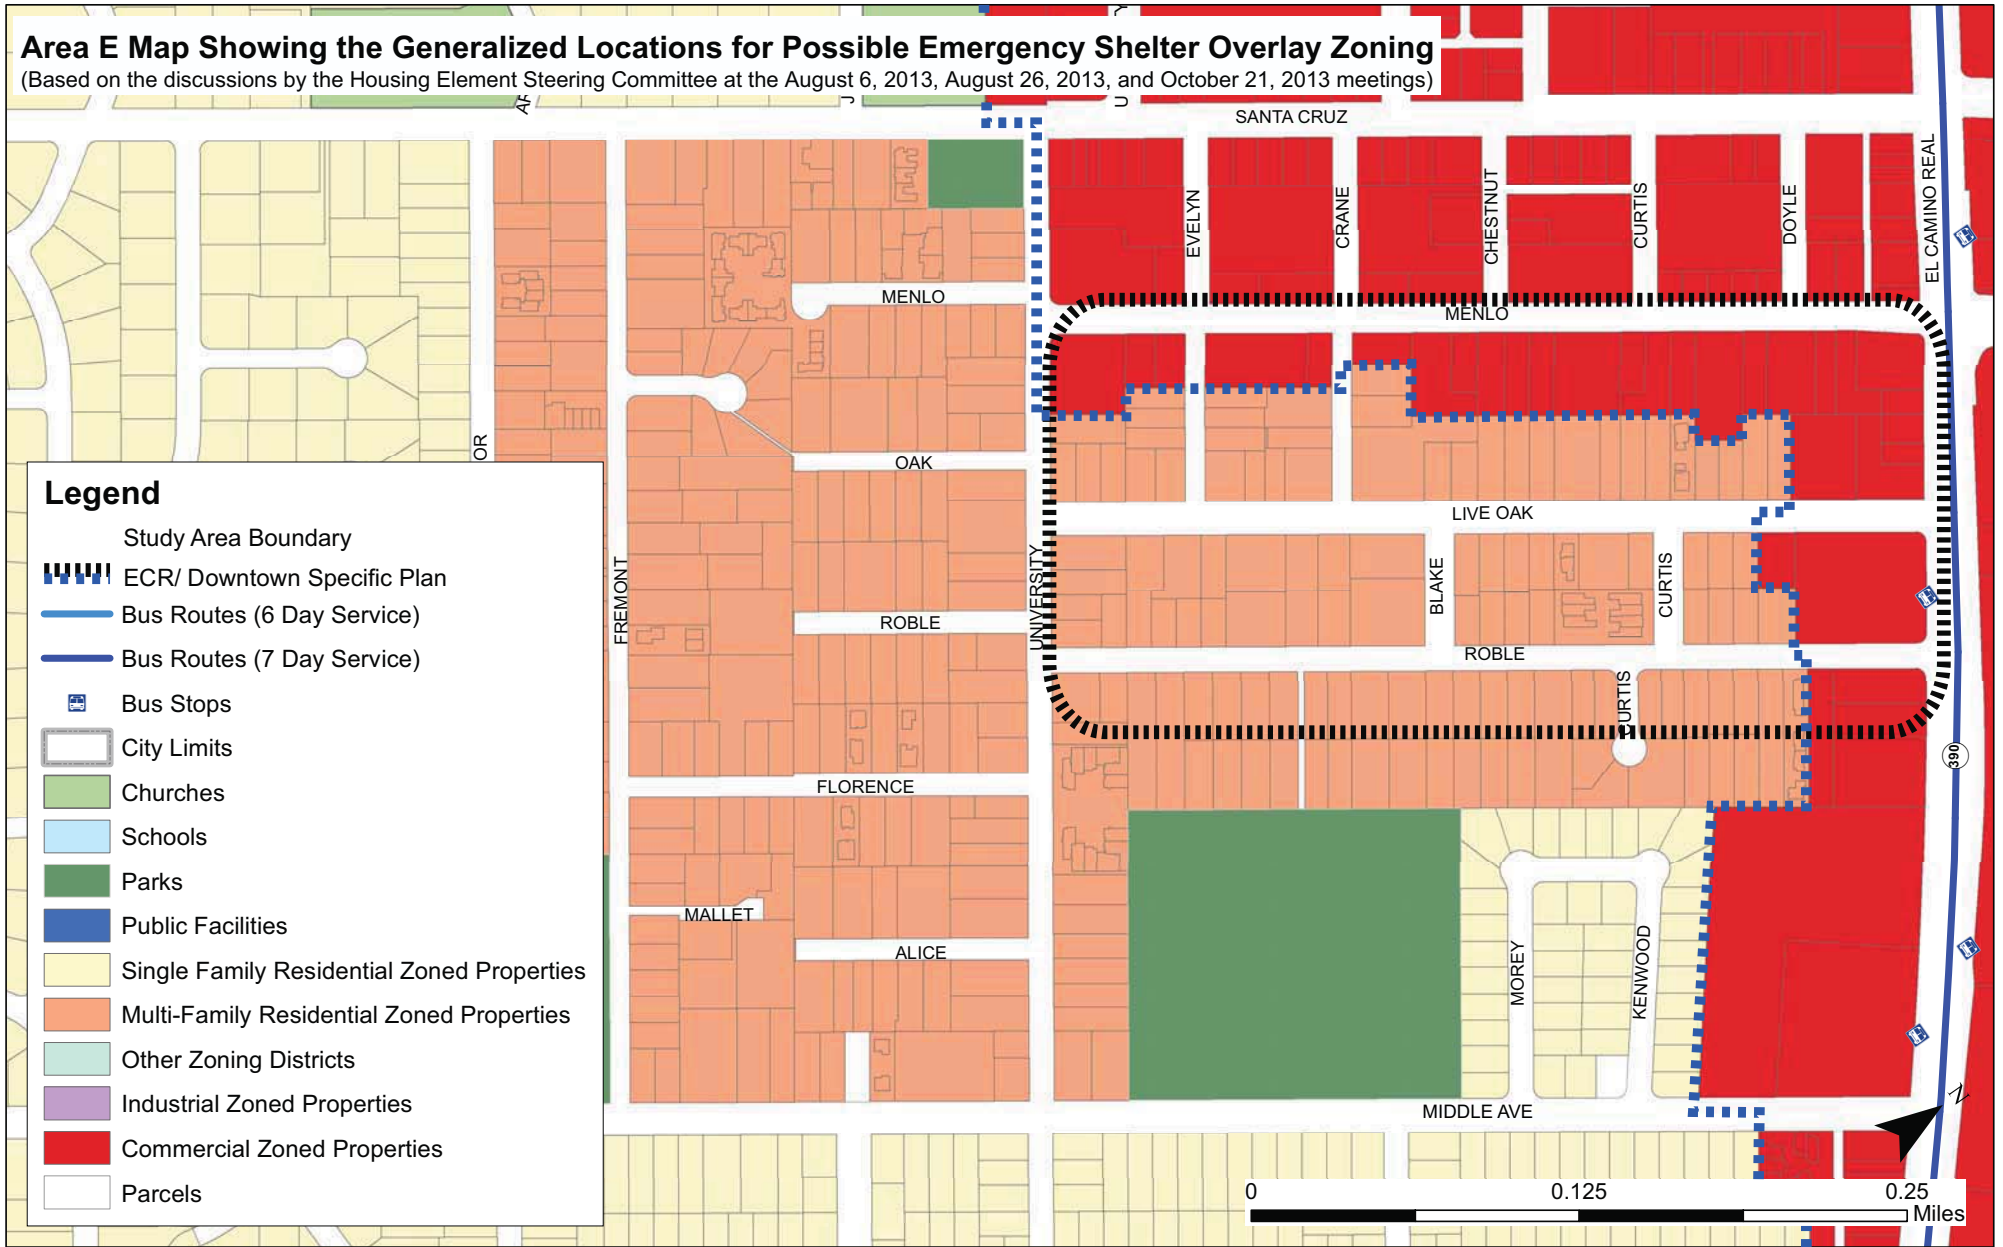 Area E Map Showing the Generalized Locations for Possible Emergency Shelter Overlay Zoning
(Based on the discussions by the Housing Element Steering Committee at the August 6, 2013, August 26, 2013, and October 21, 2013 meetings)
SANTA CRUZ
EVELYN
CRANE
CHESTNUT
CURTIS
DOYLE
EL CAMINO REAL
MENLO
MENLO
OAK
LIVE OAK
FREMONT
UNIVERSITY
BLAKE
CURTIS
ROBLE
ROBLE
CURTIS
FLORENCE
390
MALLET
ALICE
MOREY
KENWOOD
MIDDLE AVE
N
0
0.125
0.25
Miles
OR
Legend
Study Area Boundary
ECR/ Downtown Specific Plan
Bus Routes (6 Day Service)
Bus Routes (7 Day Service)
Bus Stops
City Limits
Churches
Schools
Parks
Public Facilities
Single Family Residential Zoned Properties
Multi-Family Residential Zoned Properties
Other Zoning Districts
Industrial Zoned Properties
Commercial Zoned Properties
Parcels